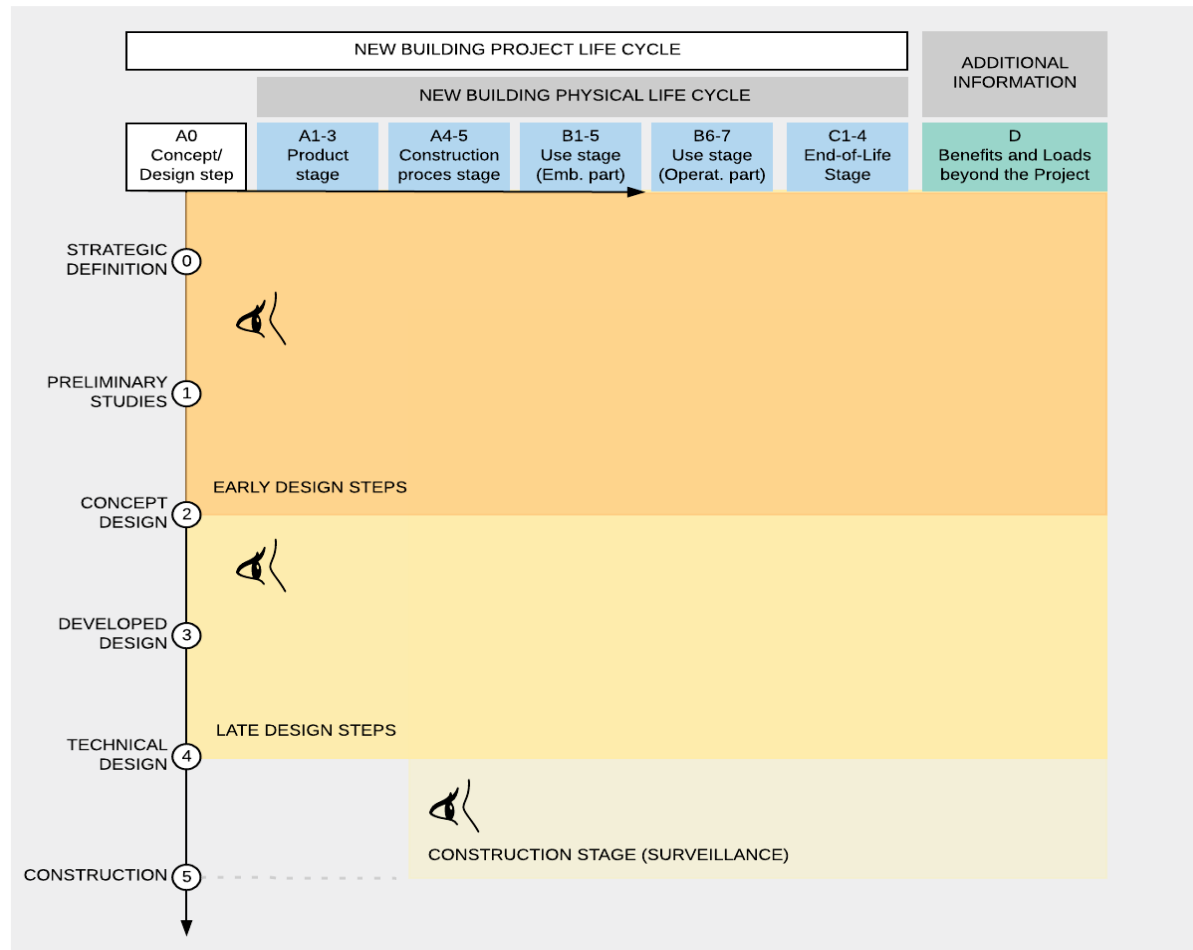 NEW BUILDING PROJECT LIFE CYCLE
ADDITIONAL
INFORMATION
NEW BUILDING PHYSICAL LIFE CYCLE
A0
Concept/
Design step
A1-3
Product
stage
A4-5
Construction
proces stage
B1-5
Use stage
(Emb. part)
B6-7
Use stage
(Operat. part)
C1-4
End-of-Life
Stage
D
Benefits and Loads
beyond the Project
STRATEGIC
DEFINITION
0
PRELIMINARY
STUDIES
1
EARLY DESIGN STEPS
CONCEPT
DESIGN
2
DEVELOPED
DESIGN
3
LATE DESIGN STEPS
TECHNICAL
DESIGN
4
CONSTRUCTION STAGE (SURVEILLANCE)
CONSTRUCTION
5